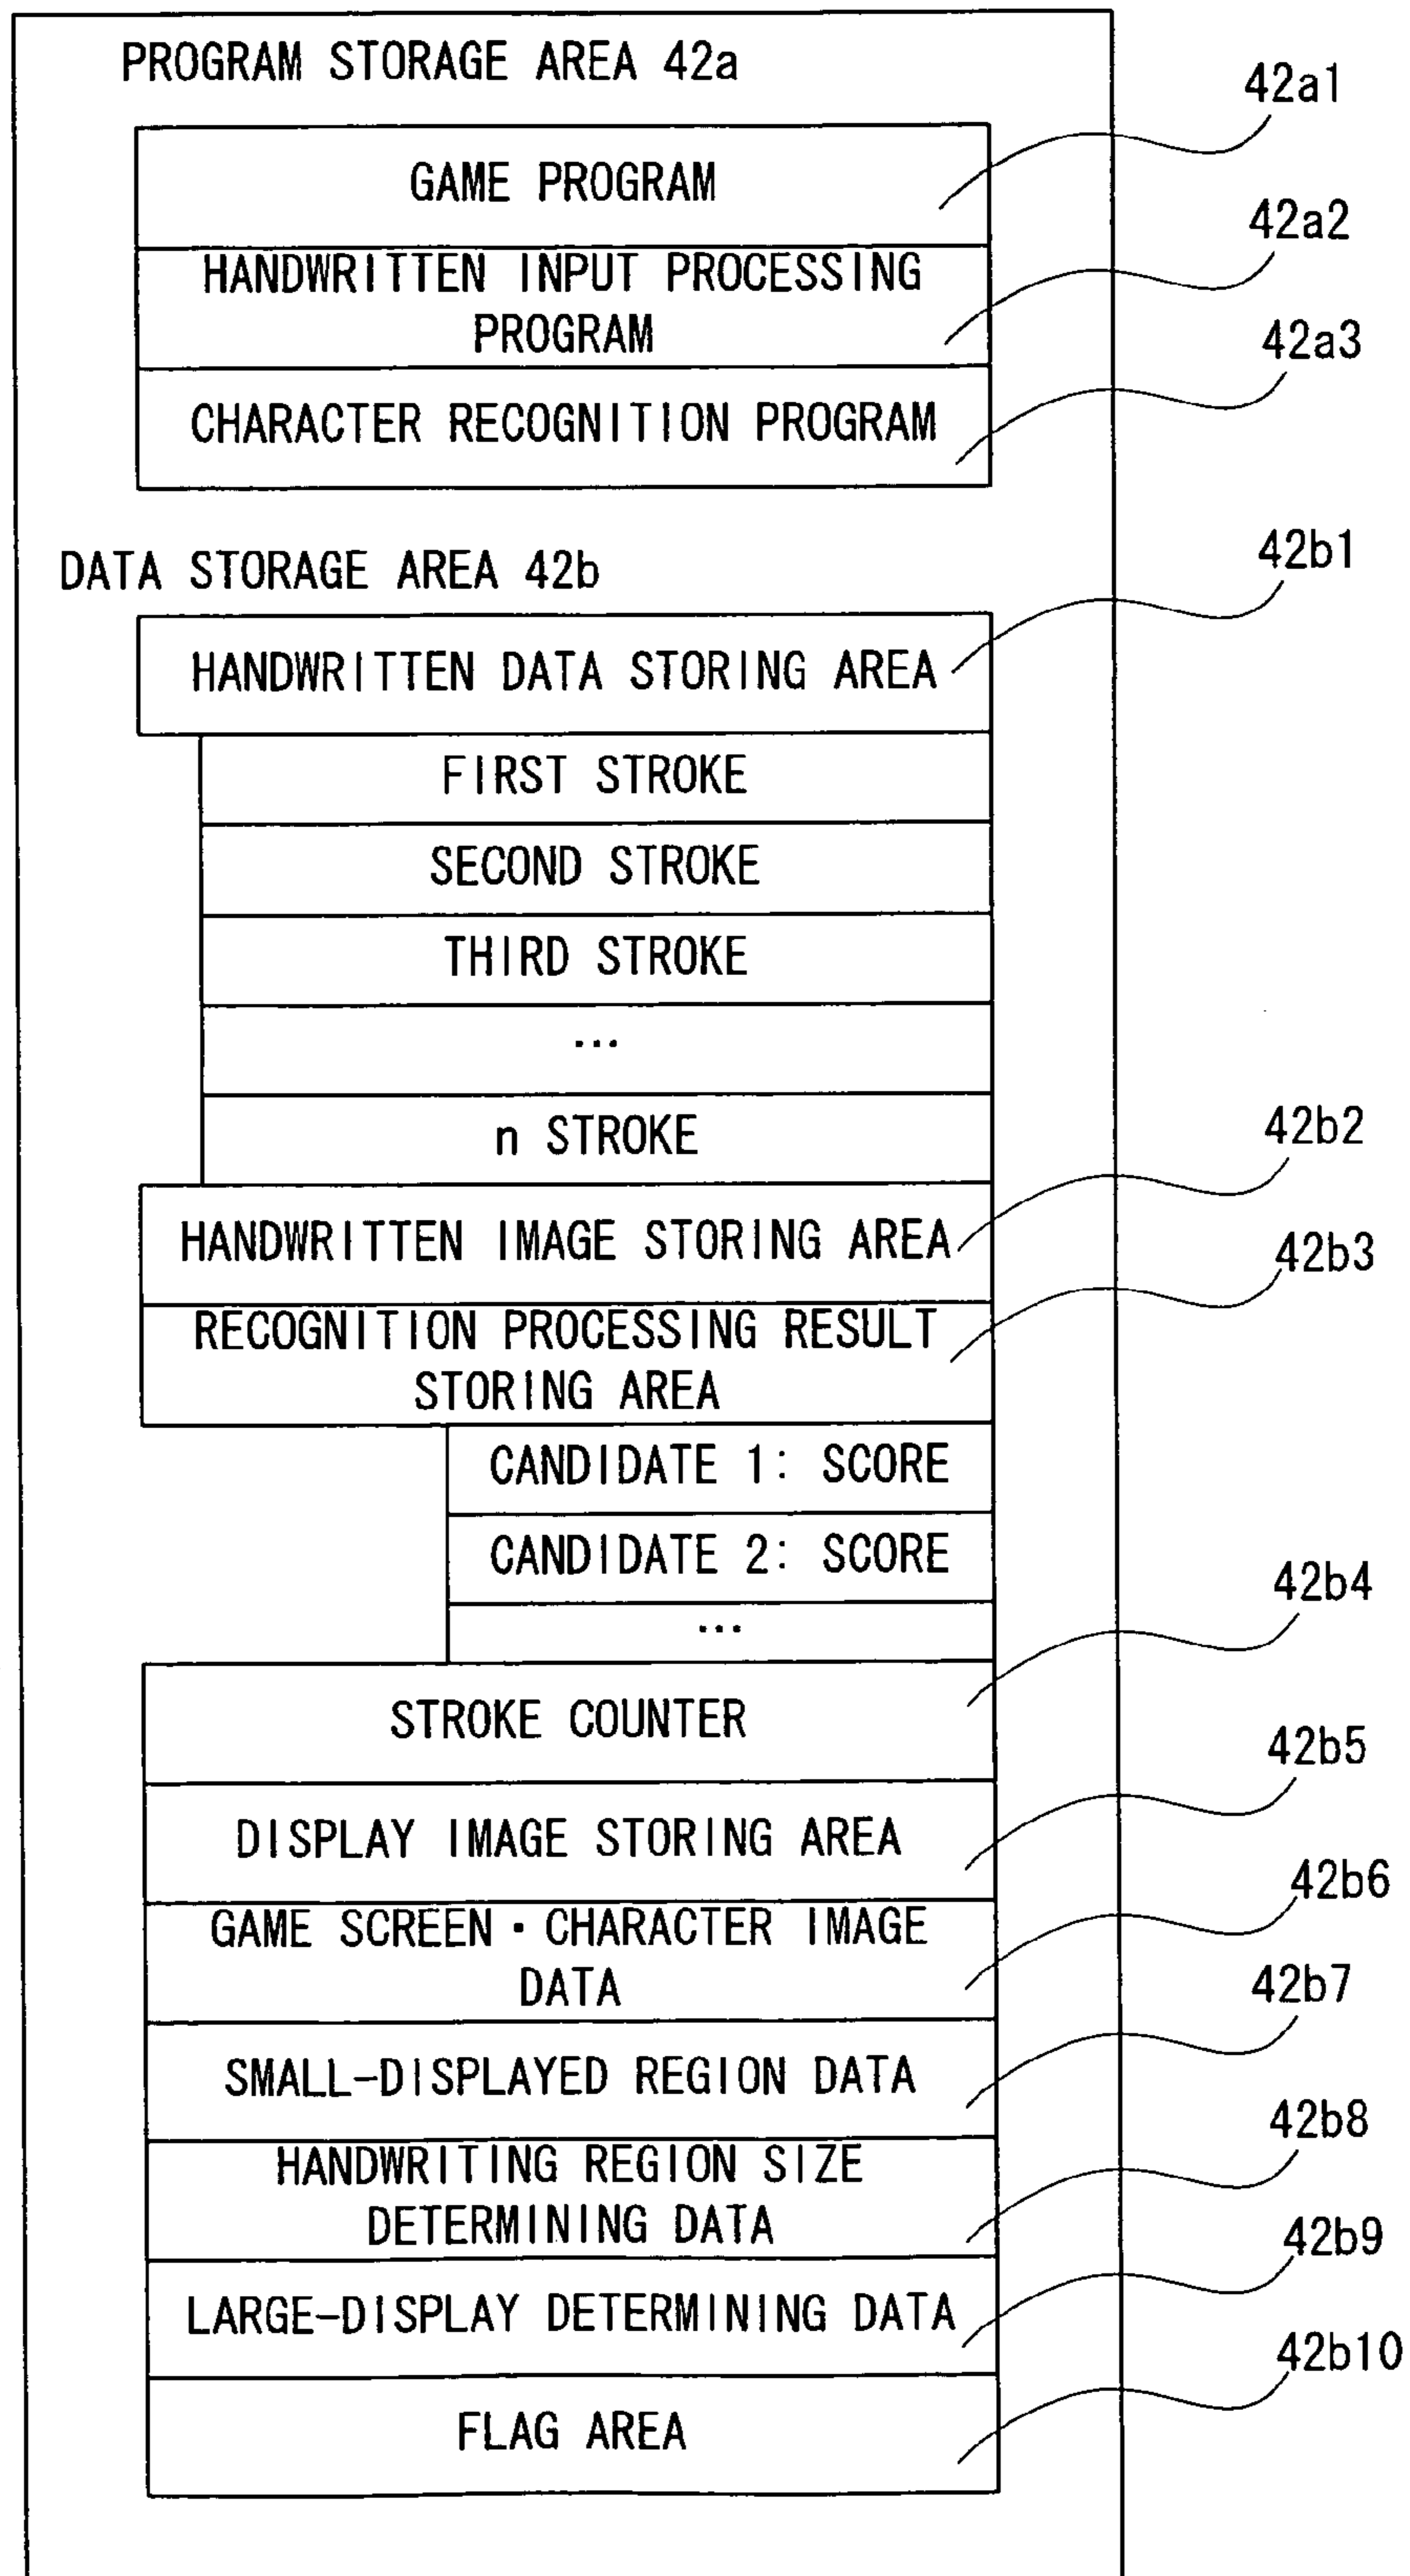 PROGRAM STORAGE AREA 42a
42a1
GAME PROGRAM
42a2
HANDWRITTEN INPUT PROCESSING
PROGRAM
42a3
CHARACTER RECOGNITION PROGRAM
DATA STORAGE AREA 42b
42b1
HANDWRITTEN DATA STORING AREA
FIRST STROKE
SECOND STROKE
THIRD STROKE
...
n STROKE
42b2
HANDWRITTEN IMAGE STORING AREA
42b3
RECOGNITION PROCESSING RESULT
STORING AREA
CANDIDATE 1: SCORE
CANDIDATE 2: SCORE
...
42b4
STROKE COUNTER
42b5
DISPLAY IMAGE STORING AREA
42b6
GAME SCREEN・CHARACTER IMAGE
DATA
42b7
SMALL-DISPLAYED REGION DATA
42b8
HANDWRITING REGION SIZE
DETERMINING DATA
42b9
LARGE-DISPLAY DETERMINING DATA
42b10
FLAG AREA